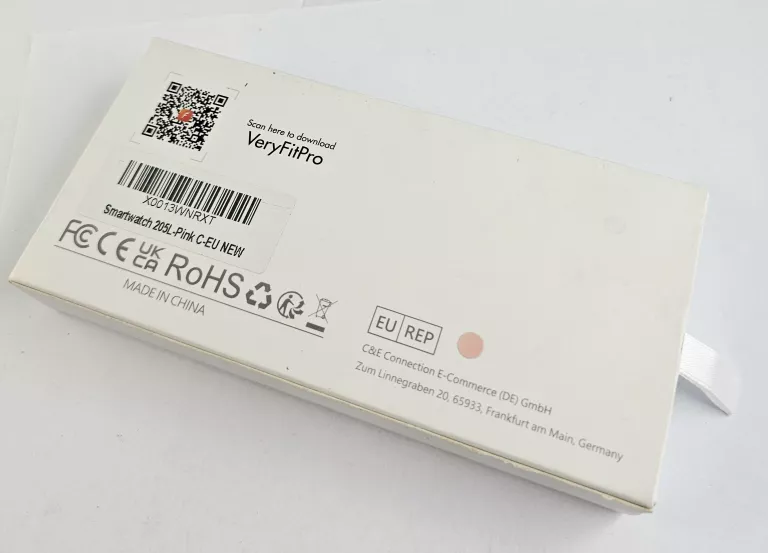 Scan here to download
VeryFitPro
X0013WNRXT
Smartwatch 205L-Pink C-EU NEW
FC CE UK CA RoHS
MADE IN CHINA
EU REP
C&E Connection E-Commerce (DE) GmbH
Zum Linnegraben 20, 65933, Frankfurt am Main, Germany